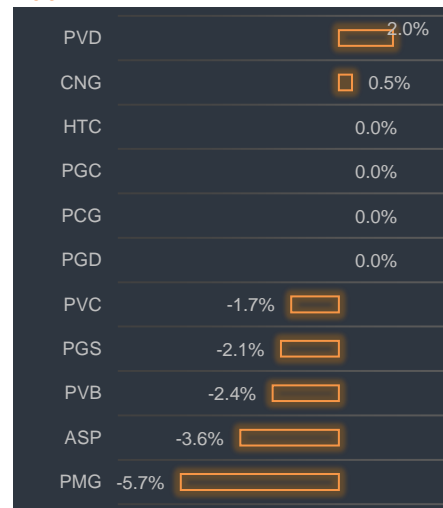 PVD 2.0%
CNG 0.5%
HTC 0.0%
PGC 0.0%
PCG 0.0%
PGD 0.0%
PVC -1.7%
PGS -2.1%
PVB -2.4%
ASP -3.6%
PMG -5.7%